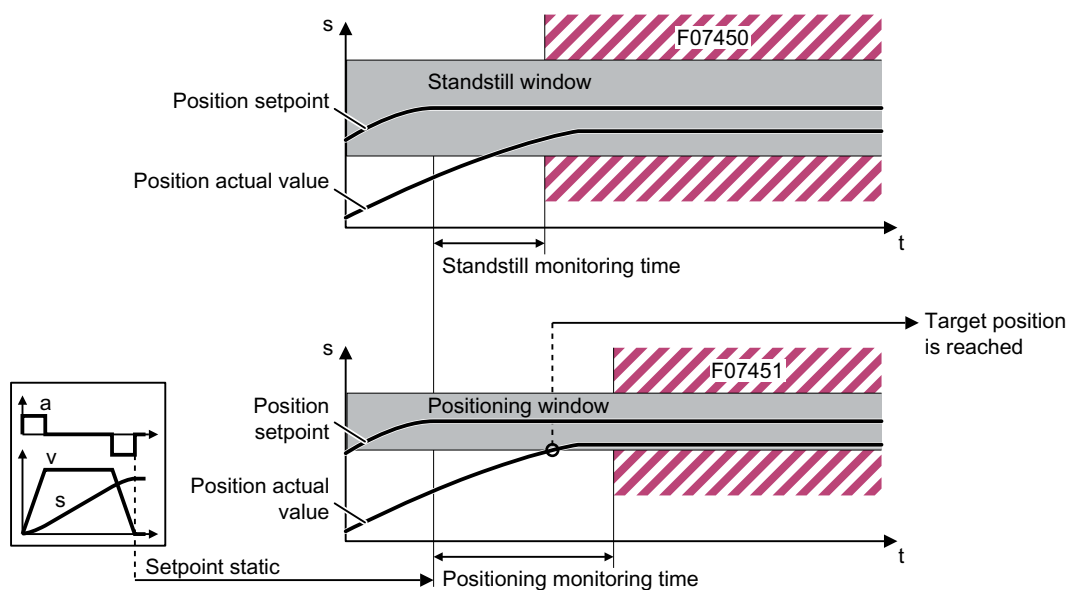 s
F07450
Standstill window
Position setpoint
Position actual value
t
Standstill monitoring time
Target position
is reached
s
F07451
Position
setpoint
Positioning window
a
v
s
Position actual
value
t
Setpoint static
Positioning monitoring time